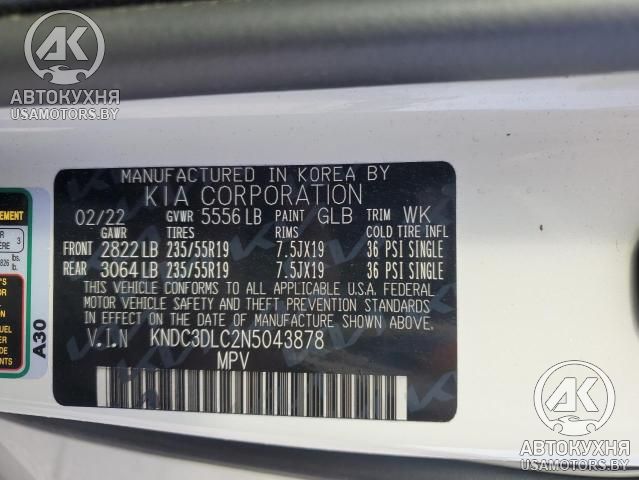 AK
АВТОКУХНЯ
USAMOTORS.BY
MANUFACTURED IN KOREA BY
KIA CORPORATION
02/22 GVWR 5556 LB PAINT GLB TRIM WK
GAWR TIRES RIMS COLD TIRE INFL
FRONT 2822 LB 235/55R19 7.5JX19 36 PSI SINGLE
REAR 3064 LB 235/55R19 7.5JX19 36 PSI SINGLE
THIS VEHICLE CONFORMS TO ALL APPLICABLE U.S.A. FEDERAL
MOTOR VEHICLE SAFETY AND THEFT PREVENTION STANDARDS
IN EFFECT ON THE DATE OF MANUFACTURE SHOWN ABOVE.
V.I.N KNDC3DLC2N5043878
MPV
A30
3
AK
АВТОКУХНЯ
USAMOTORS.BY